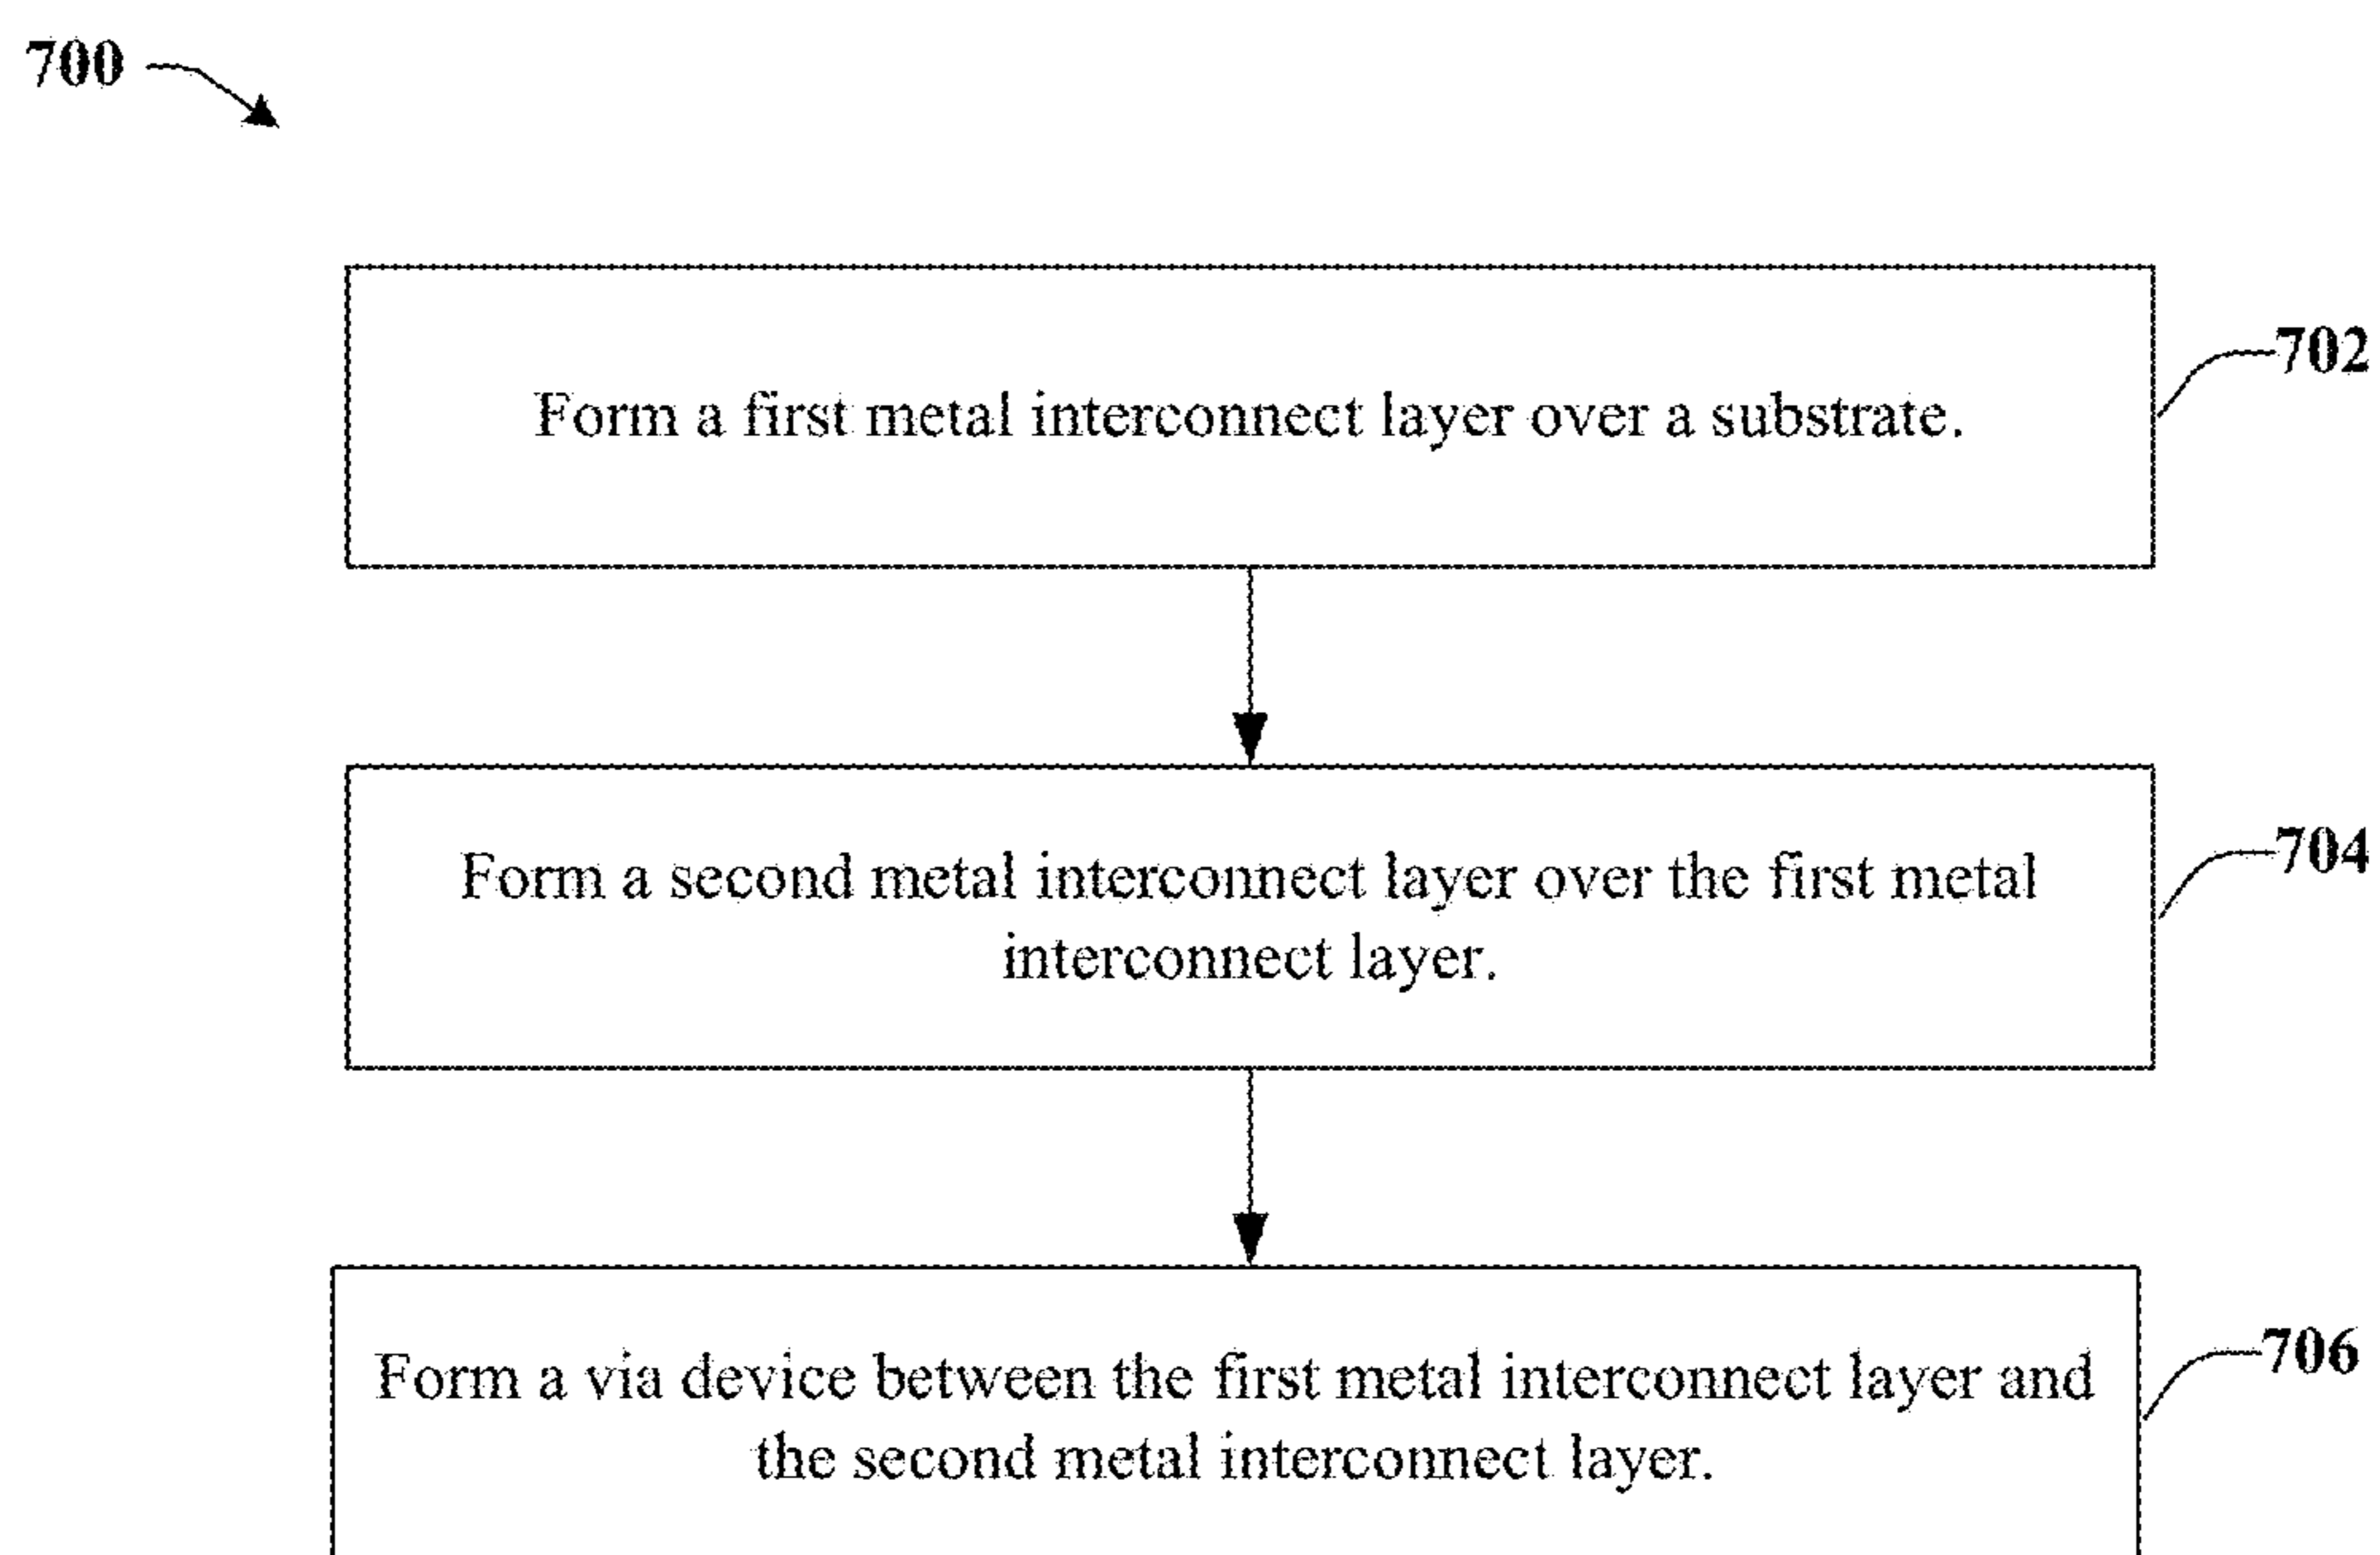 700
Form a first metal interconnect layer over a substrate.
702
Form a second metal interconnect layer over the first metal
interconnect layer.
704
Form a via device between the first metal interconnect layer and
the second metal interconnect layer.
706